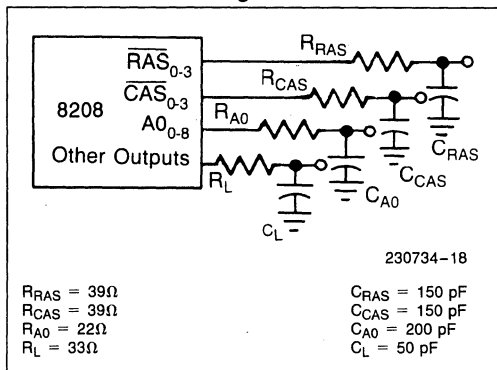 RAS0-3
RRAS
CAS0-3
RCAS
8208
A00-8
RA0
Other Outputs
RL
CRAS
CCAS
CA0
CL
230734-18
RRAS = 39Ω
RCAS = 39Ω
RA0 = 22Ω
RL = 33Ω
CRAS = 150 pF
CCAS = 150 pF
CA0 = 200 pF
CL = 50 pF